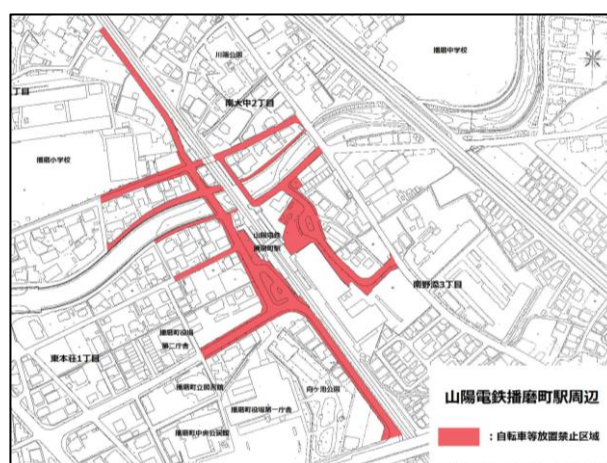 川端公園
播磨中学校
丁目
南大中2丁目
播磨小学校
山陽電鉄
播磨町駅
南野添3丁目
播磨町役場
第二庁舎
東本荘1丁目
播磨町立図書館
向ケ池公園
播磨町役場第一庁舎
播磨町中央公民館
山陽電鉄播磨町駅周辺
：自転車等放置禁止区域